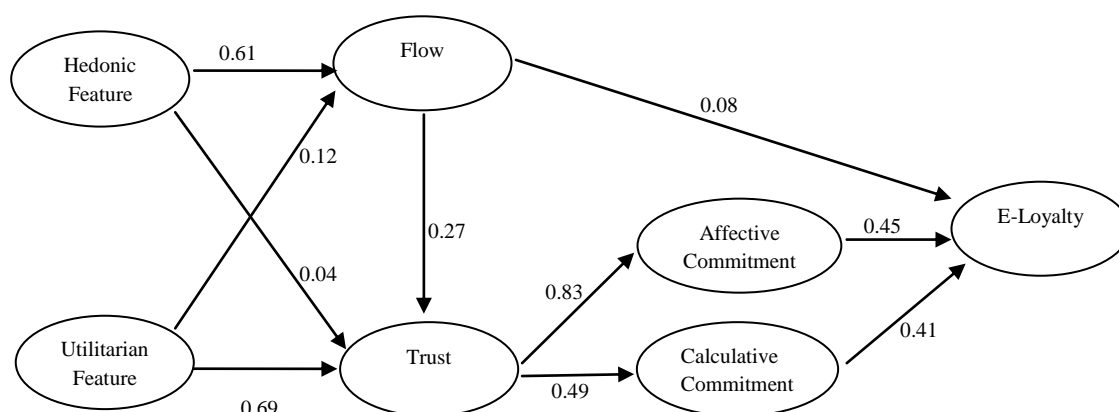 0.61
Flow
Hedonic
Feature
0.08
0.12
E-Loyalty
0.27
Affective
Commitment
0.45
0.04
0.83
0.41
Utilitarian
Feature
Trust
Calculative
Commitment
0.49
0.69